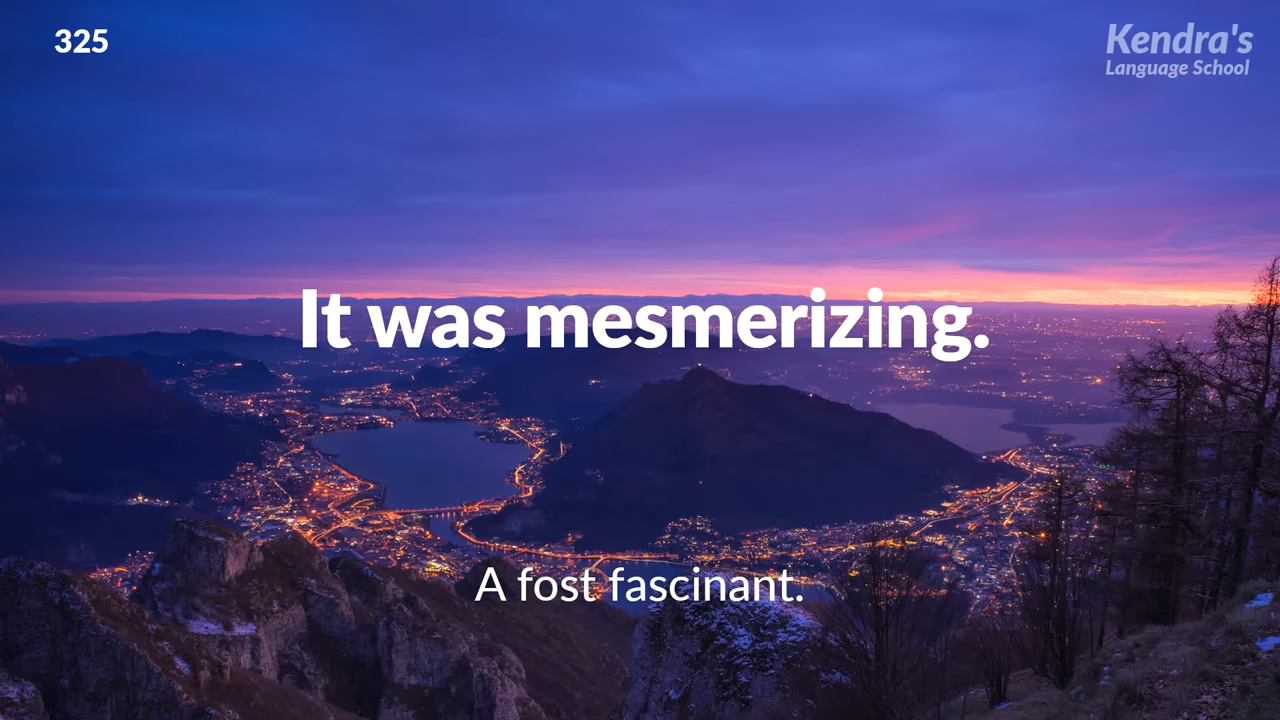 325
Kendra's
Language School
It was mesmerizing.
A fost fascinant.